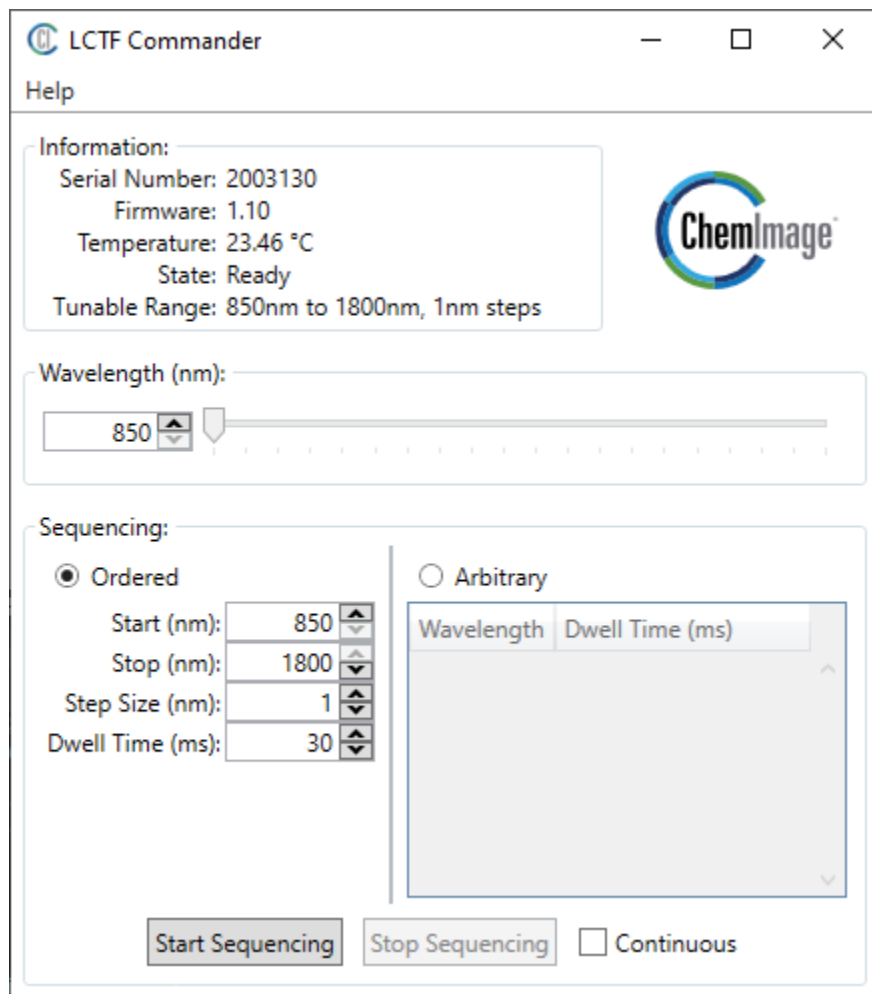 LCTF Commander
Help
Information:
Serial Number: 2003130
Firmware: 1.10
Temperature: 23.46 °C
State: Ready
Tunable Range: 850nm to 1800nm, 1nm steps
ChemImage
Wavelength (nm):
850
Sequencing:
Ordered
Start (nm): 850
Stop (nm): 1800
Step Size (nm): 1
Dwell Time (ms): 30
Arbitrary
Wavelength Dwell Time (ms)
Start Sequencing Stop Sequencing Continuous